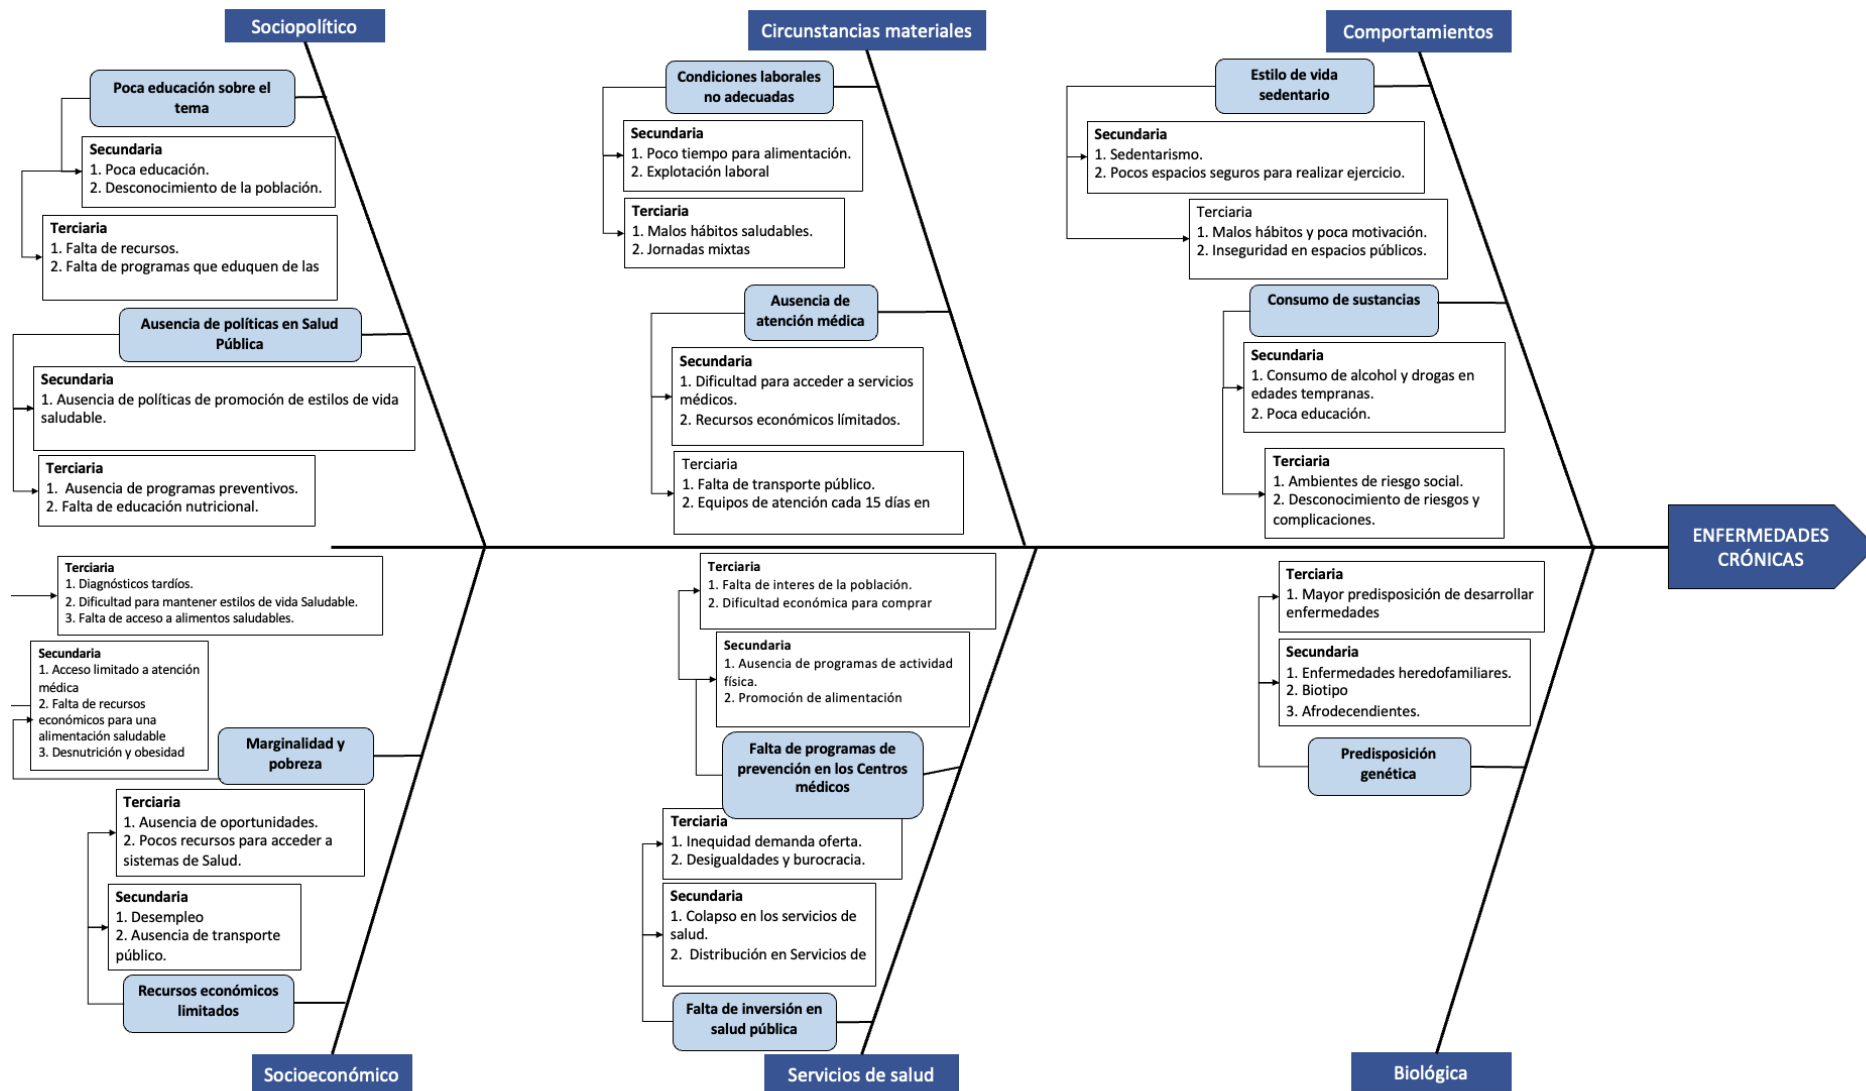 Sociopolítico
Poca educación sobre el
tema
Secundaria
1. Poca educación.
2. Desconocimiento de la población.
Terciaria
1. Falta de recursos.
2. Falta de programas que eduquen de las
Ausencia de políticas en Salud
Pública
Secundaria
1. Ausencia de políticas de promoción de estilos de vida
saludable.
Terciaria
1. Ausencia de programas preventivos.
2. Falta de educación nutricional.
Circunstancias materiales
Condiciones laborales
no adecuadas
Secundaria
1. Poco tiempo para alimentación.
2. Explotación laboral
Terciaria
1. Malos hábitos saludables.
2. Jornadas mixtas
Ausencia de
atención médica
Secundaria
1. Dificultad para acceder a servicios
médicos.
2. Recursos económicos límitados.
Terciaria
1. Falta de transporte público.
2. Equipos de atención cada 15 días en
Comportamientos
Estilo de vida
sedentario
Secundaria
1. Sedentarismo.
2. Pocos espacios seguros para realizar ejercicio.
Terciaria
1. Malos hábitos y poca motivación.
2. Inseguridad en espacios públicos.
Consumo de sustancias
Secundaria
1. Consumo de alcohol y drogas en
edades tempranas.
2. Poca educación.
Terciaria
1. Ambientes de riesgo social.
2. Desconocimiento de riesgos y
complicaciones.
ENFERMEDADES
CRÓNICAS
Terciaria
1. Diagnósticos tardíos.
2. Dificultad para mantener estilos de vida Saludable.
3. Falta de acceso a alimentos saludables.
Secundaria
1. Acceso limitado a atención
médica
2. Falta de recursos
económicos para una
alimentación saludable
3. Desnutrición y obesidad
Marginalidad y
pobreza
Terciaria
1. Ausencia de oportunidades.
2. Pocos recursos para acceder a
sistemas de Salud.
Secundaria
1. Desempleo
2. Ausencia de transporte
público.
Recursos económicos
limitados
Socioeconómico
Terciaria
1. Falta de interes de la población.
2. Dificultad económica para comprar
Secundaria
1. Ausencia de programas de actividad
física.
2. Promoción de alimentación
Falta de programas de
prevención en los Centros
médicos
Terciaria
1. Inequidad demanda oferta.
2. Desigualdades y burocracia.
Secundaria
1. Colapso en los servicios de
salud.
2. Distribución en Servicios de
Falta de inversión en
salud pública
Servicios de salud
Terciaria
1. Mayor predisposición de desarrollar
enfermedades
Secundaria
1. Enfermedades heredofamiliares.
2. Biotipo
3. Afrodecendientes.
Predisposición
genética
Biológica